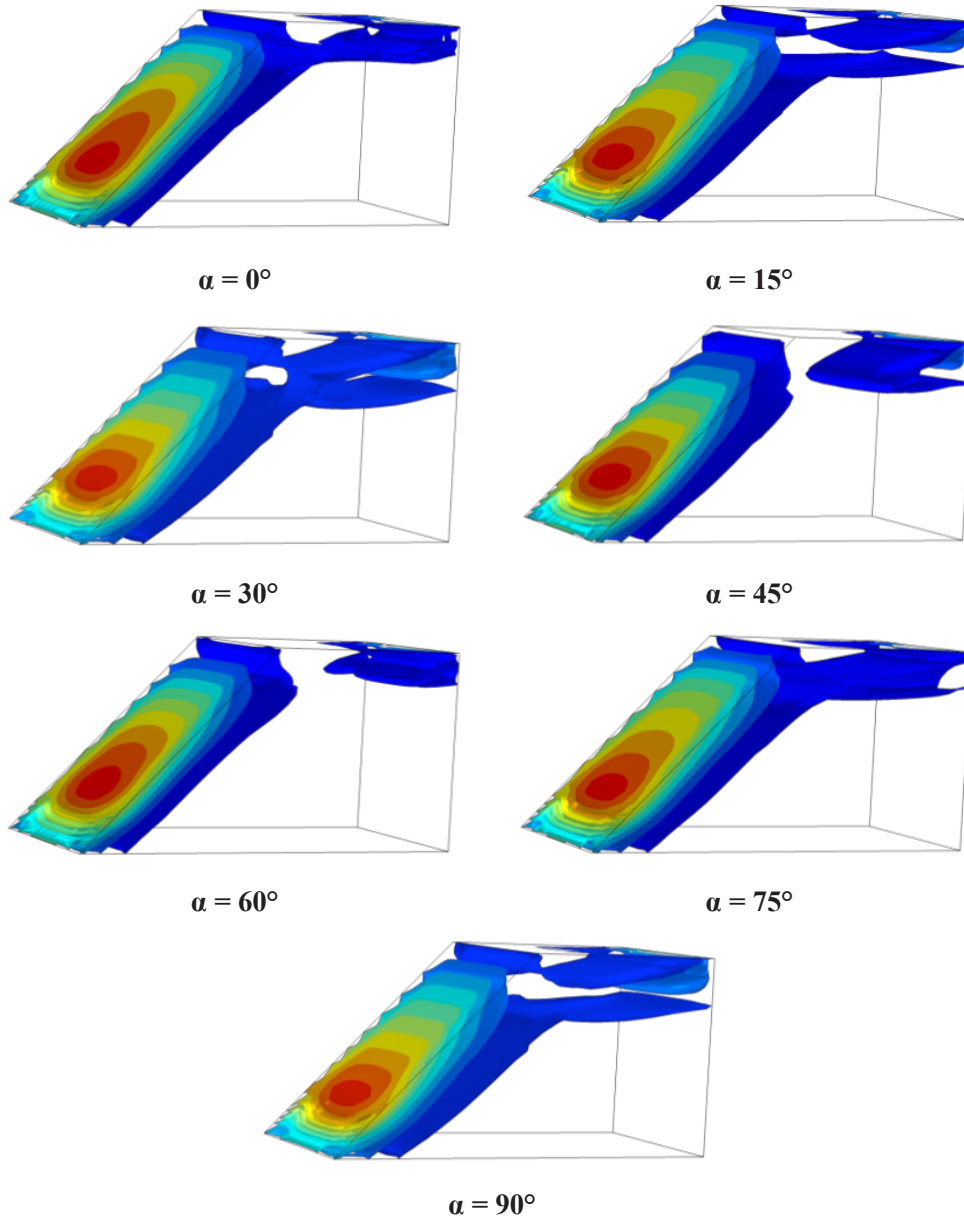 α = 0°
α = 15°
α = 30°
α = 45°
α = 60°
α = 75°
α = 90°